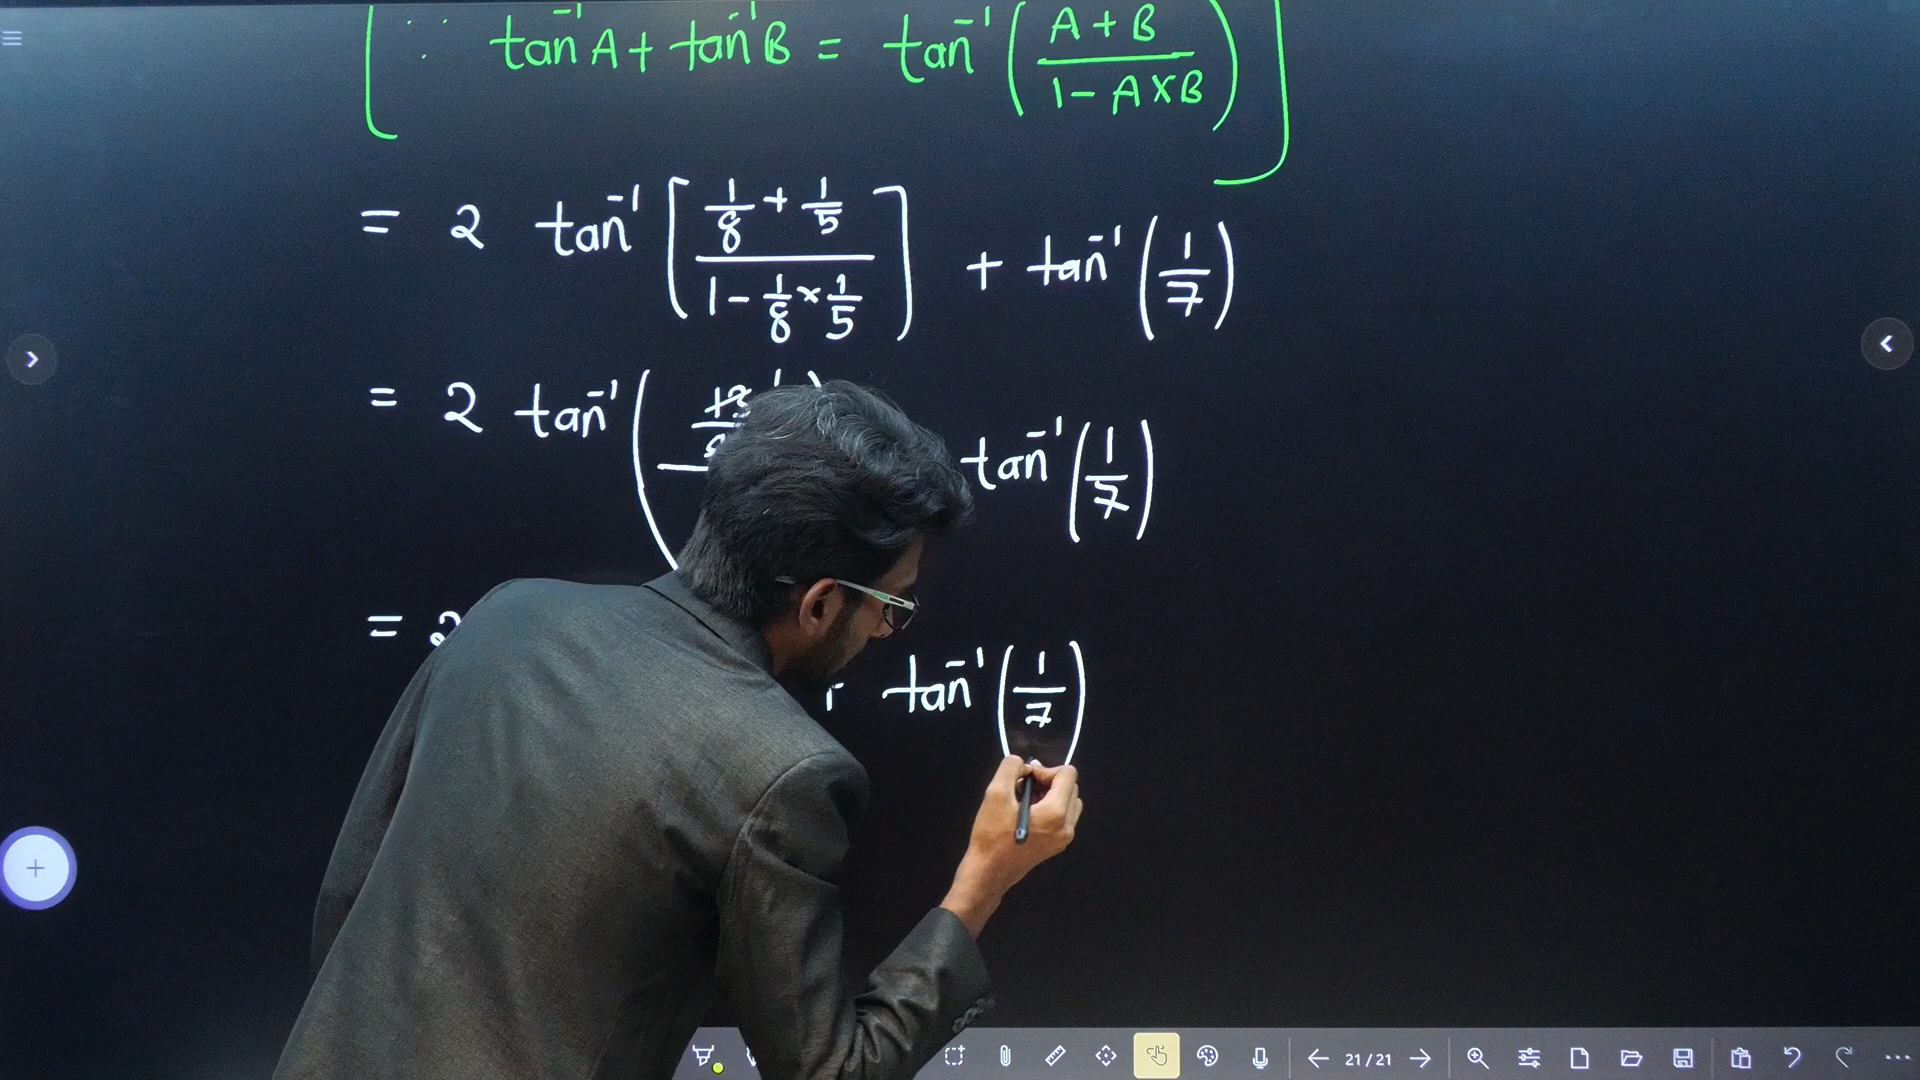 ∵ tan⁻¹A + tan⁻¹B = tan⁻¹(A + B / 1 - A×B)
= 2 tan⁻¹[1/8 + 1/5 / 1 - 1/8 × 1/5] + tan⁻¹(1/7)
= 2 tan⁻¹( tan⁻¹(1/7)
= 2 tan⁻¹(1/7)
21/21